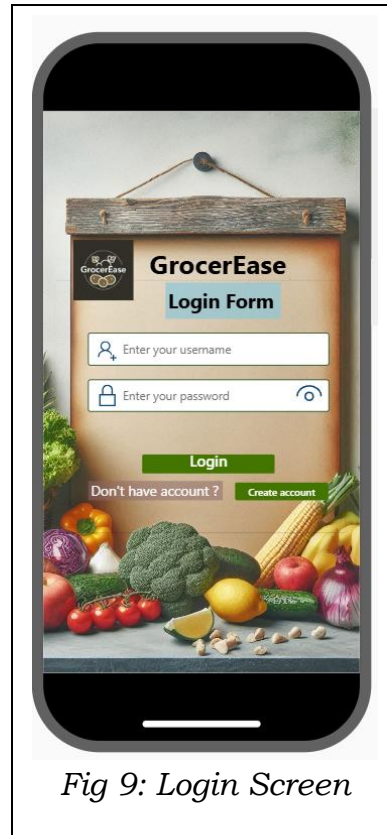 GrocerEase
GrocerEase
Login Form
Enter your username
Enter your password
Login
Don't have account ?
Create account
Fig 9: Login Screen